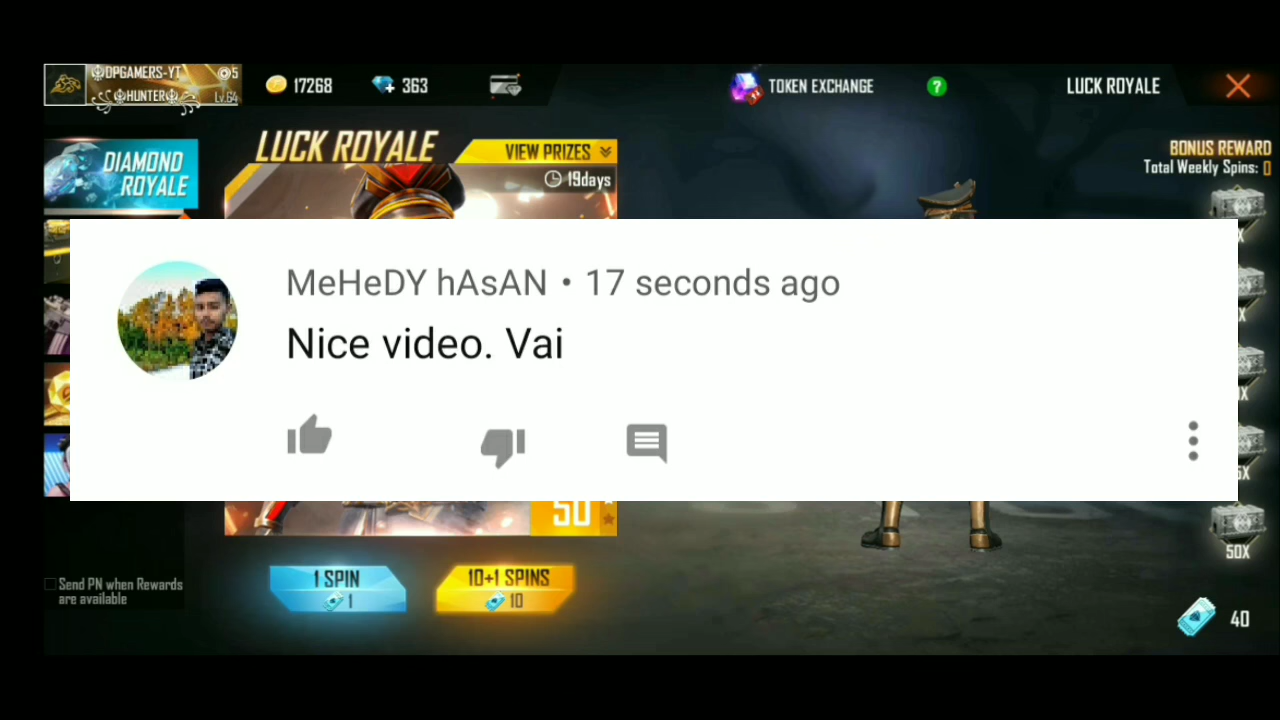 DPGAMERS-YT
5
HUNTER
Lv.64
17268
363
TOKEN EXCHANGE
?
LUCK ROYALE
LUCK ROYALE
VIEW PRIZES
BONUS REWARD
Total Weekly Spins: 0
DIAMOND
ROYALE
19days
MeHeDY hAsAN • 17 seconds ago
Nice video. Vai
50
50X
1 SPIN
1
10+1 SPINS
10
Send PN when Rewards
are available
40